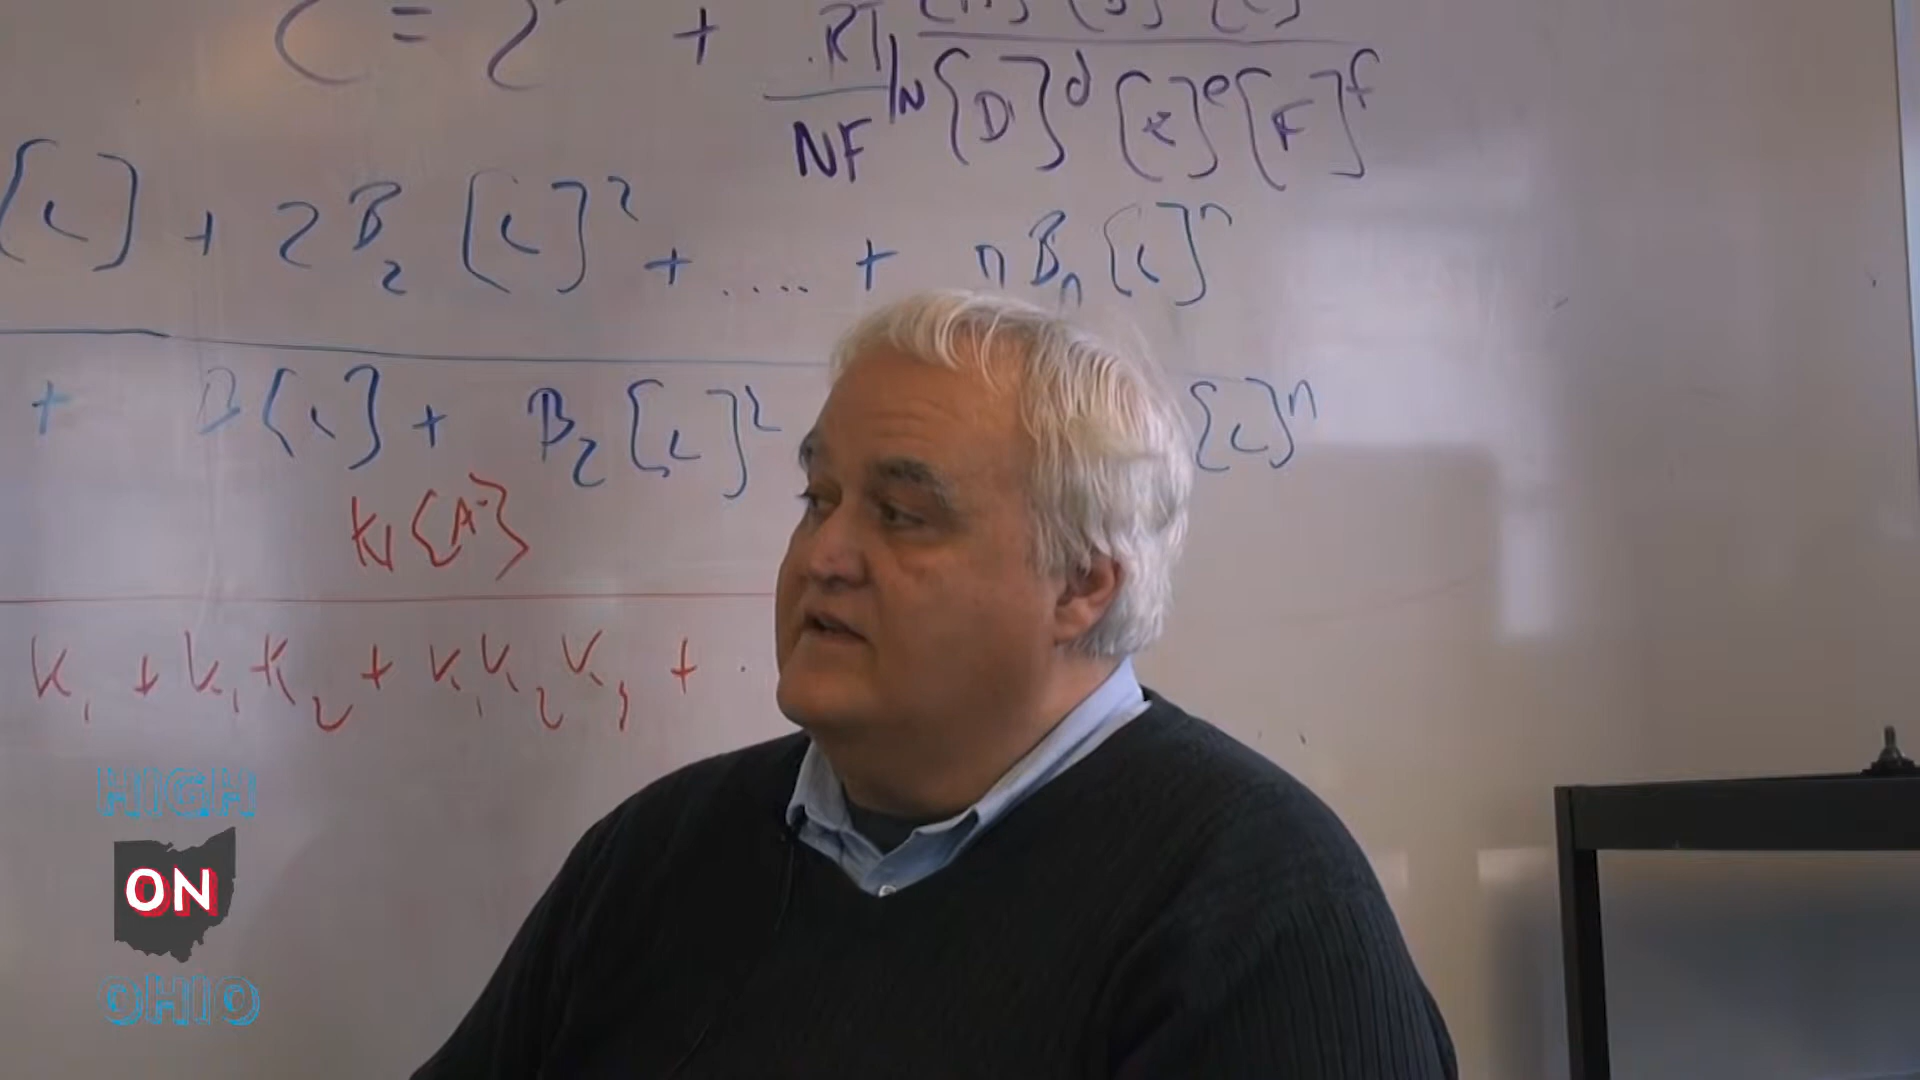 + RT/NF ln
[D]^d [E]^e [F]^f
[L] + 2B₂[L]² + .... + nBₙ[L]ⁿ
+ B[L] + B₂[L]² [L]ⁿ
K₁{A⁻}
K₁ + K₁K₂ + K₁K₂K₃ + .
HIGH
ON
OHIO